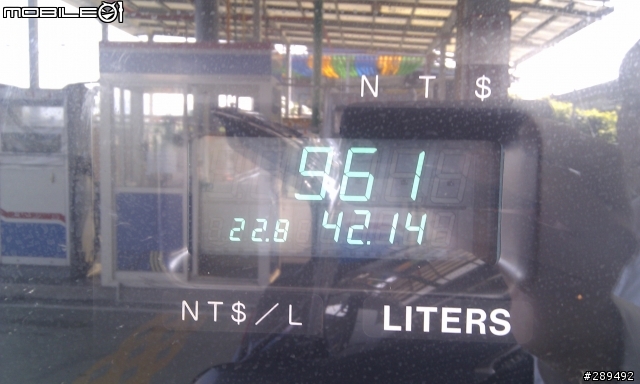 MOBILE01
N T $
961
22.8 42.14
NT$/L LITERS
#289492